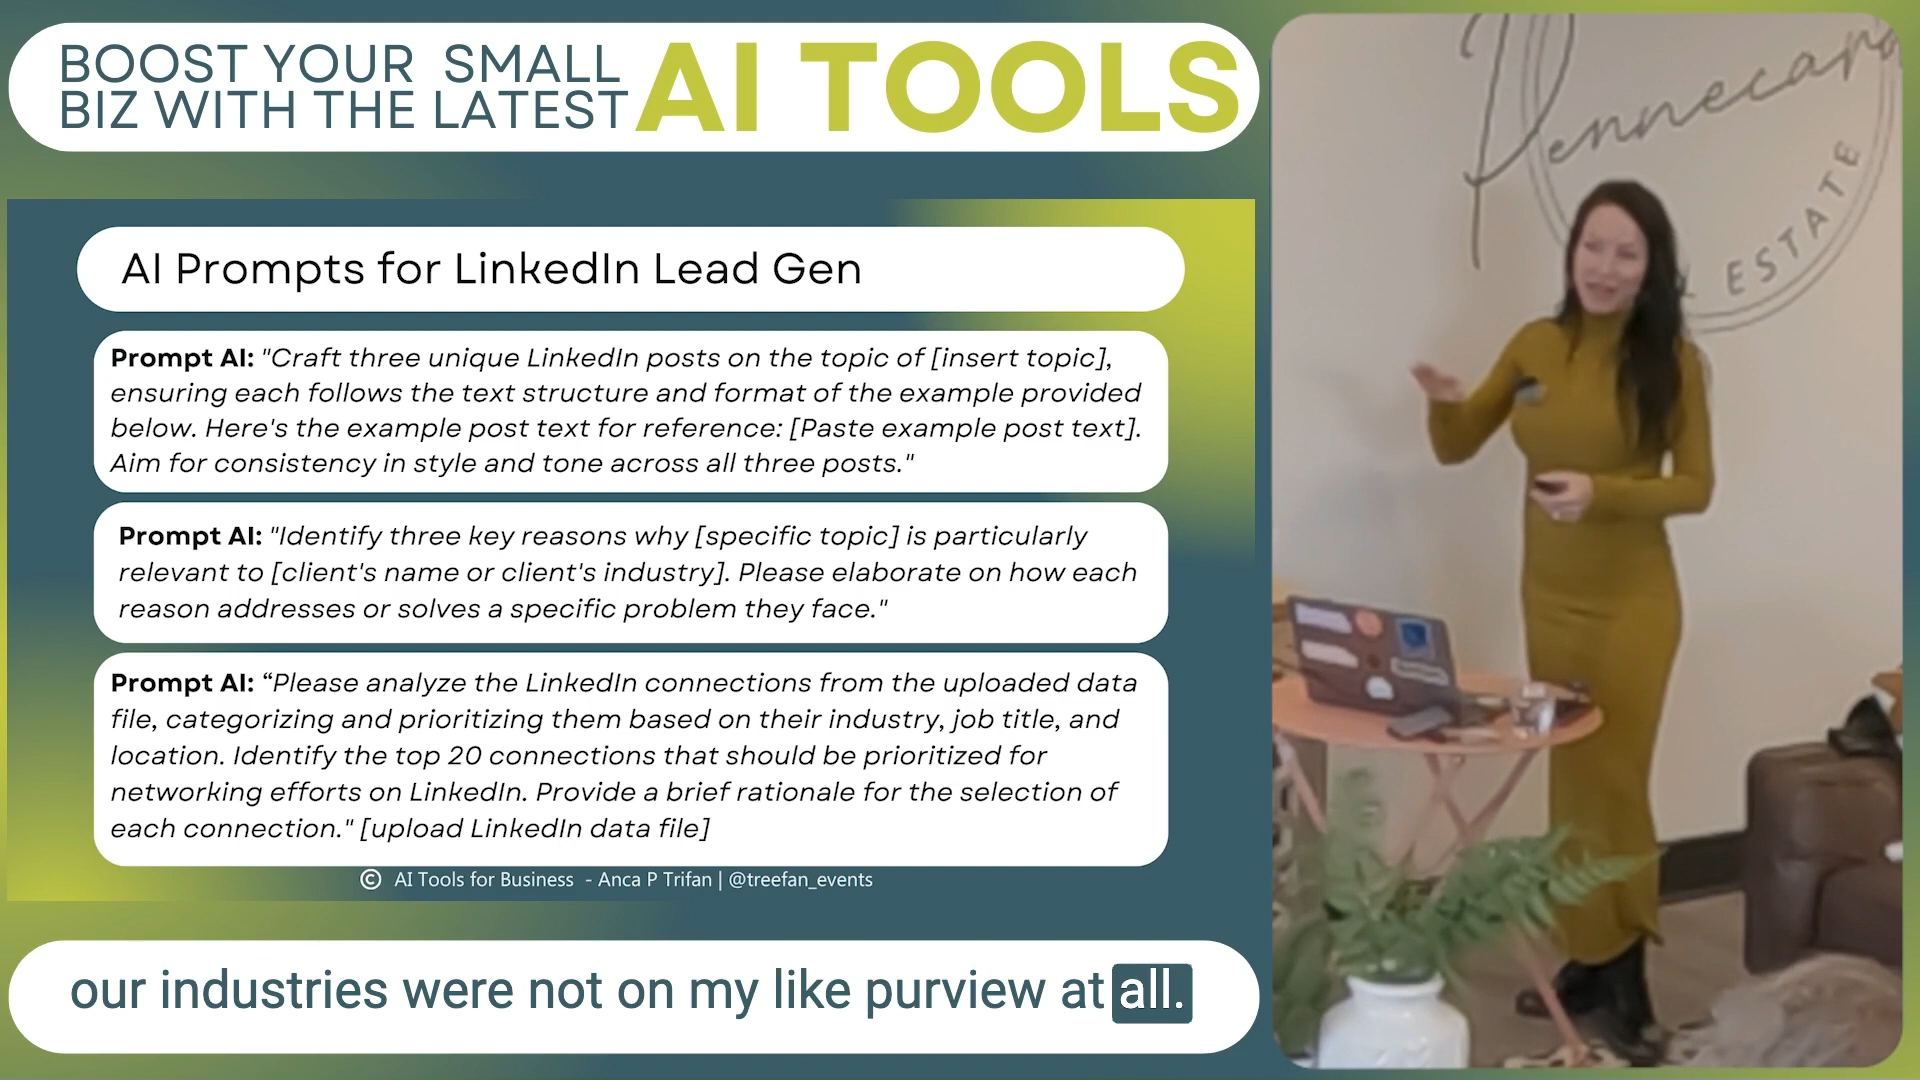 BOOST YOUR SMALL
BIZ WITH THE LATEST
AI TOOLS
AI Prompts for LinkedIn Lead Gen
Prompt AI: "Craft three unique LinkedIn posts on the topic of [insert topic],
ensuring each follows the text structure and format of the example provided
below. Here's the example post text for reference: [Paste example post text].
Aim for consistency in style and tone across all three posts."
Prompt AI: "Identify three key reasons why [specific topic] is particularly
relevant to [client's name or client's industry]. Please elaborate on how each
reason addresses or solves a specific problem they face."
Prompt AI: “Please analyze the LinkedIn connections from the uploaded data
file, categorizing and prioritizing them based on their industry, job title, and
location. Identify the top 20 connections that should be prioritized for
networking efforts on LinkedIn. Provide a brief rationale for the selection of
each connection." [upload LinkedIn data file]
© AI Tools for Business - Anca P Trifan | @treefan_events
our industries were not on my like purview at all.
ESTATE